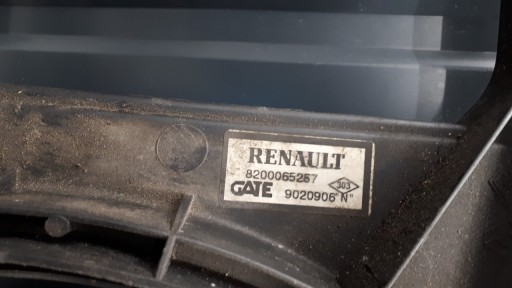 RENAULT
8200065257
GATE 303
9020906 N"